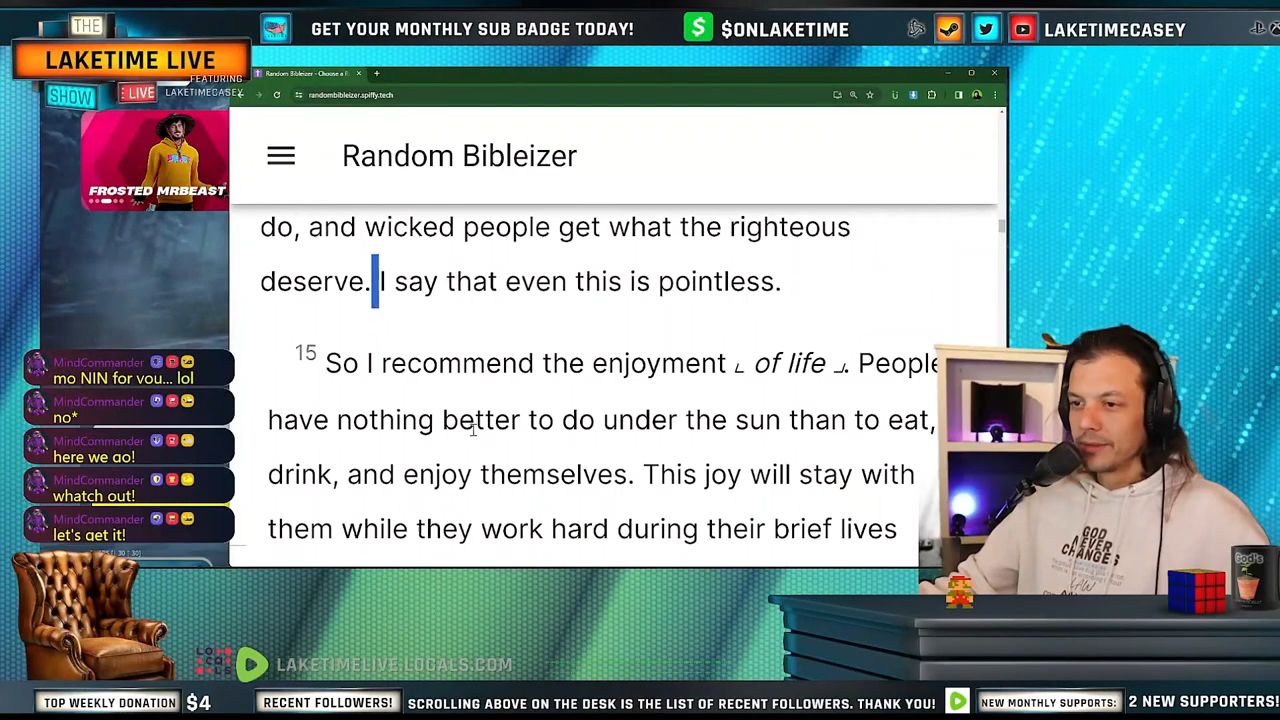 THE
LAKETIME LIVE
FEATURING
LAKETIMECASEY
SHOW
LIVE
GET YOUR MONTHLY SUB BADGE TODAY!
$ $ONLAKETIME
LAKETIMECASEY
Random Bibleizer - Choose a R
randombibleizer.spiffy.tech
Random Bibleizer
FROSTED MRBEAST
do, and wicked people get what the righteous
deserve. I say that even this is pointless.
15 So I recommend the enjoyment ⌞ of life ⌟. People
have nothing better to do under the sun than to eat,
drink, and enjoy themselves. This joy will stay with
them while they work hard during their brief lives
MindCommander
mo NIN for you... lol
MindCommander
no*
MindCommander
here we go!
MindCommander
whatch out!
MindCommander
let's get it!
GOD
NEVER
CHANGES
God's
LOCALS
LAKETIMELIVE.LOCALS.COM
TOP WEEKLY DONATION $4
RECENT FOLLOWERS! SCROLLING ABOVE ON THE DESK IS THE LIST OF RECENT FOLLOWERS. THANK YOU!
NEW MONTHLY SUPPORTS: 2 NEW SUPPORTERS!